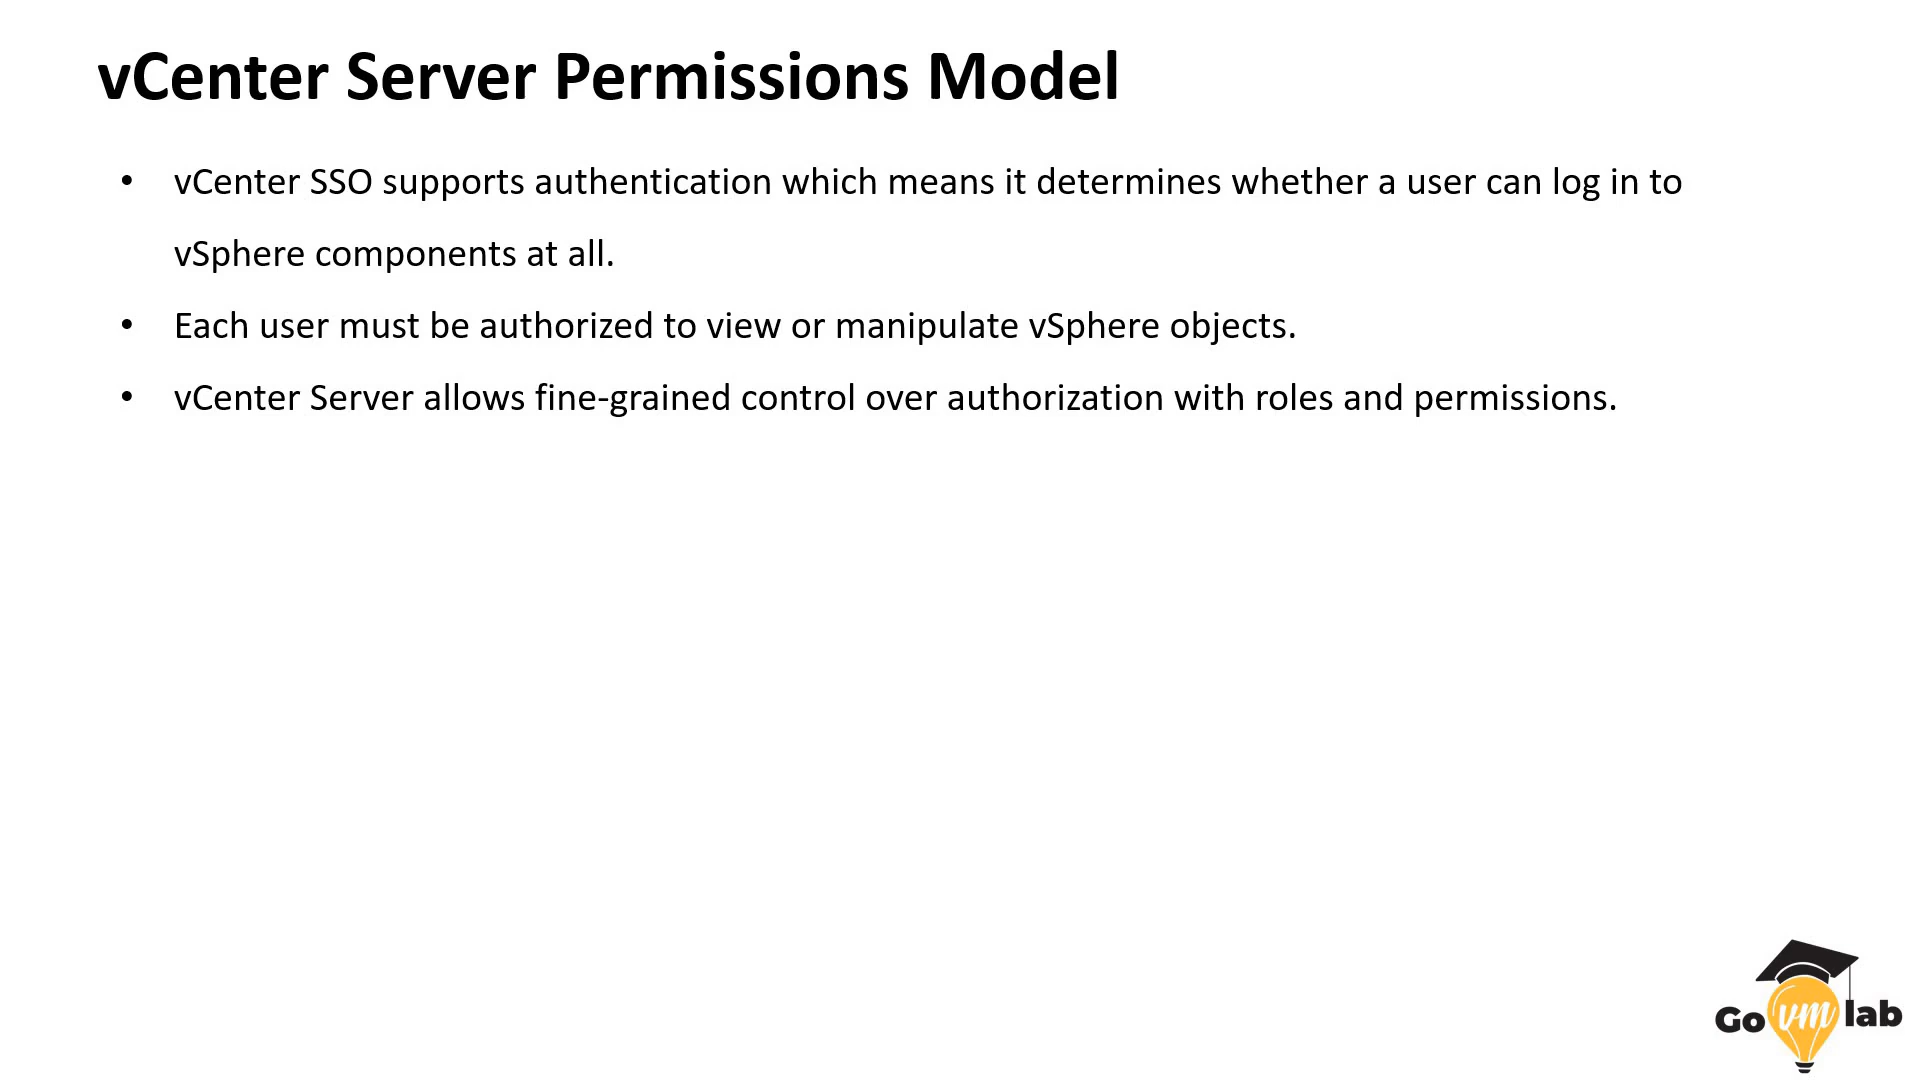 vCenter Server Permissions Model
• vCenter SSO supports authentication which means it determines whether a user can log in to
vSphere components at all.
• Each user must be authorized to view or manipulate vSphere objects.
• vCenter Server allows fine-grained control over authorization with roles and permissions.
Go vm lab